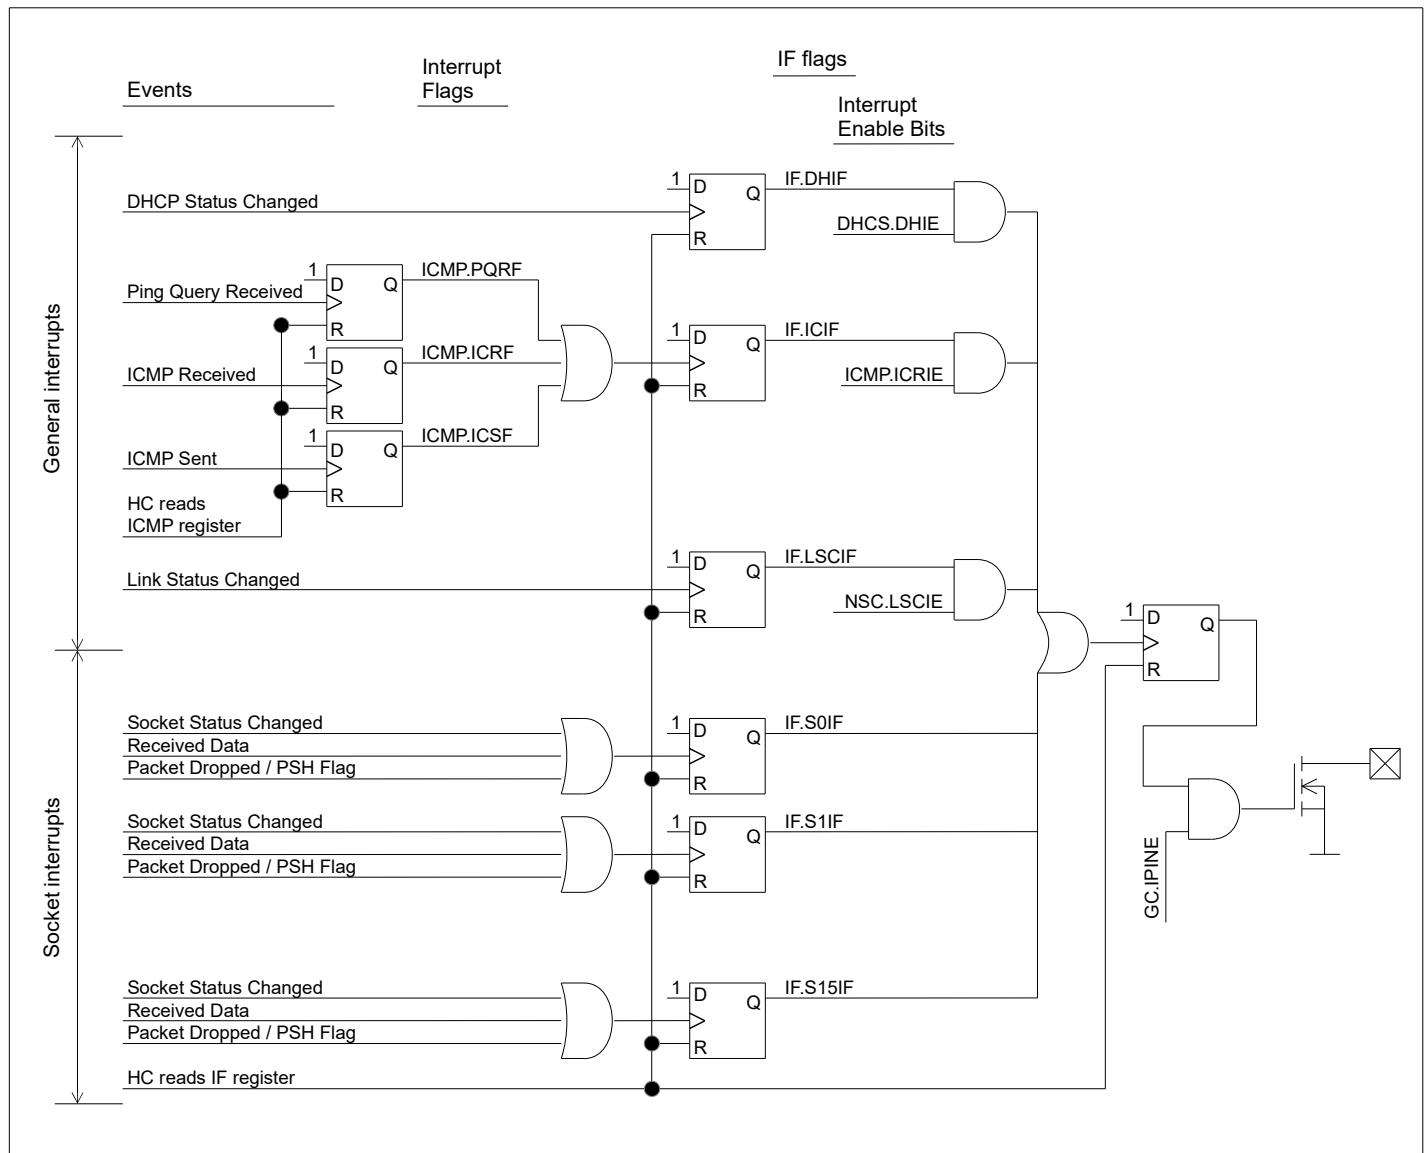 Events
Interrupt
Flags
IF flags
Interrupt
Enable Bits
General interrupts
DHCP Status Changed
1
D
Q
R
IF.DHIF
DHCS.DHIE
Ping Query Received
1
D
Q
R
ICMP.PQRF
ICMP Received
1
D
Q
R
ICMP.ICRF
ICMP Sent
1
D
Q
R
ICMP.ICSF
HC reads
ICMP register
1
D
Q
R
IF.ICIF
ICMP.ICRIE
Link Status Changed
1
D
Q
R
IF.LSCIF
NSC.LSCIE
1
D
Q
R
Socket interrupts
Socket Status Changed
Received Data
Packet Dropped / PSH Flag
1
D
Q
R
IF.S0IF
Socket Status Changed
Received Data
Packet Dropped / PSH Flag
1
D
Q
R
IF.S1IF
GC.IPINE
Socket Status Changed
Received Data
Packet Dropped / PSH Flag
1
D
Q
R
IF.S15IF
HC reads IF register